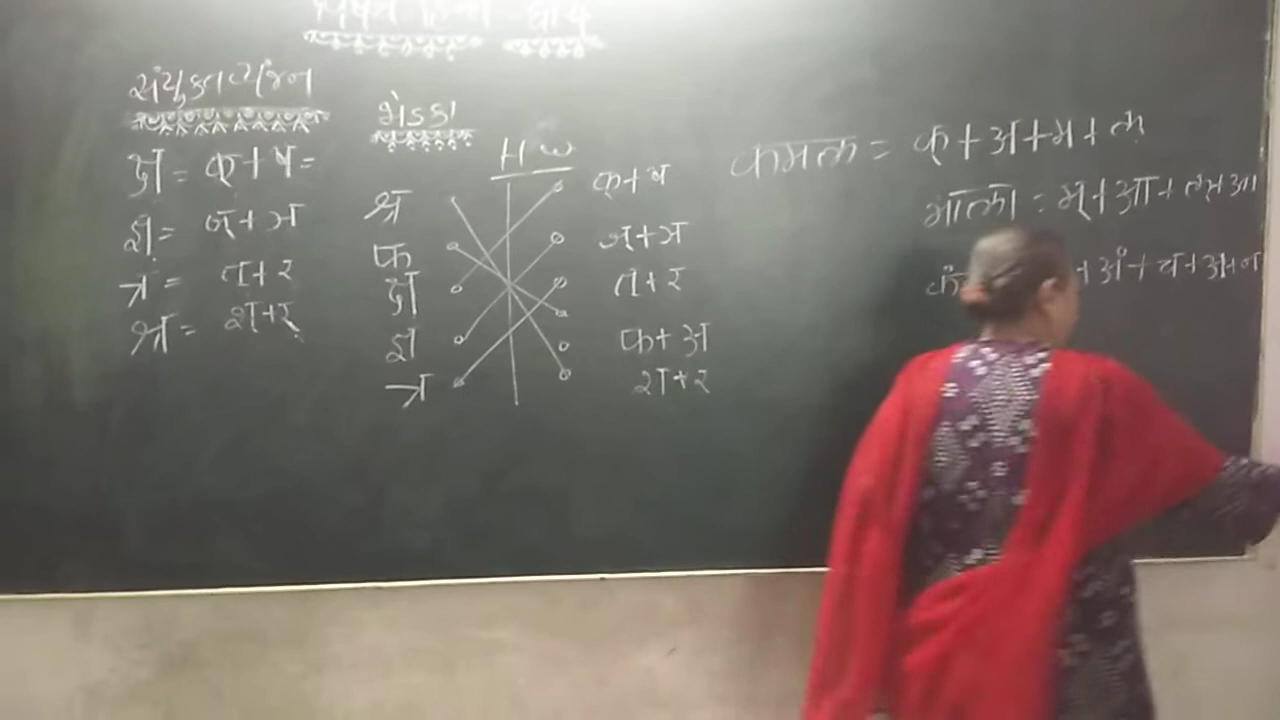 संयुक्त व्यंजन
क्ष = क् + ष =
ज्ञ = ज् + ञ
त्र = त + र
श्र = श + र
H W
श्र
फ
क्ष
ज्ञ
त्र
क् + ष
ज + ञ
त + र
फ + अ
श + र
कमल = क् + अ + म + ल
माला = म् + आ + ल + आ
+ अं + च + अ + न